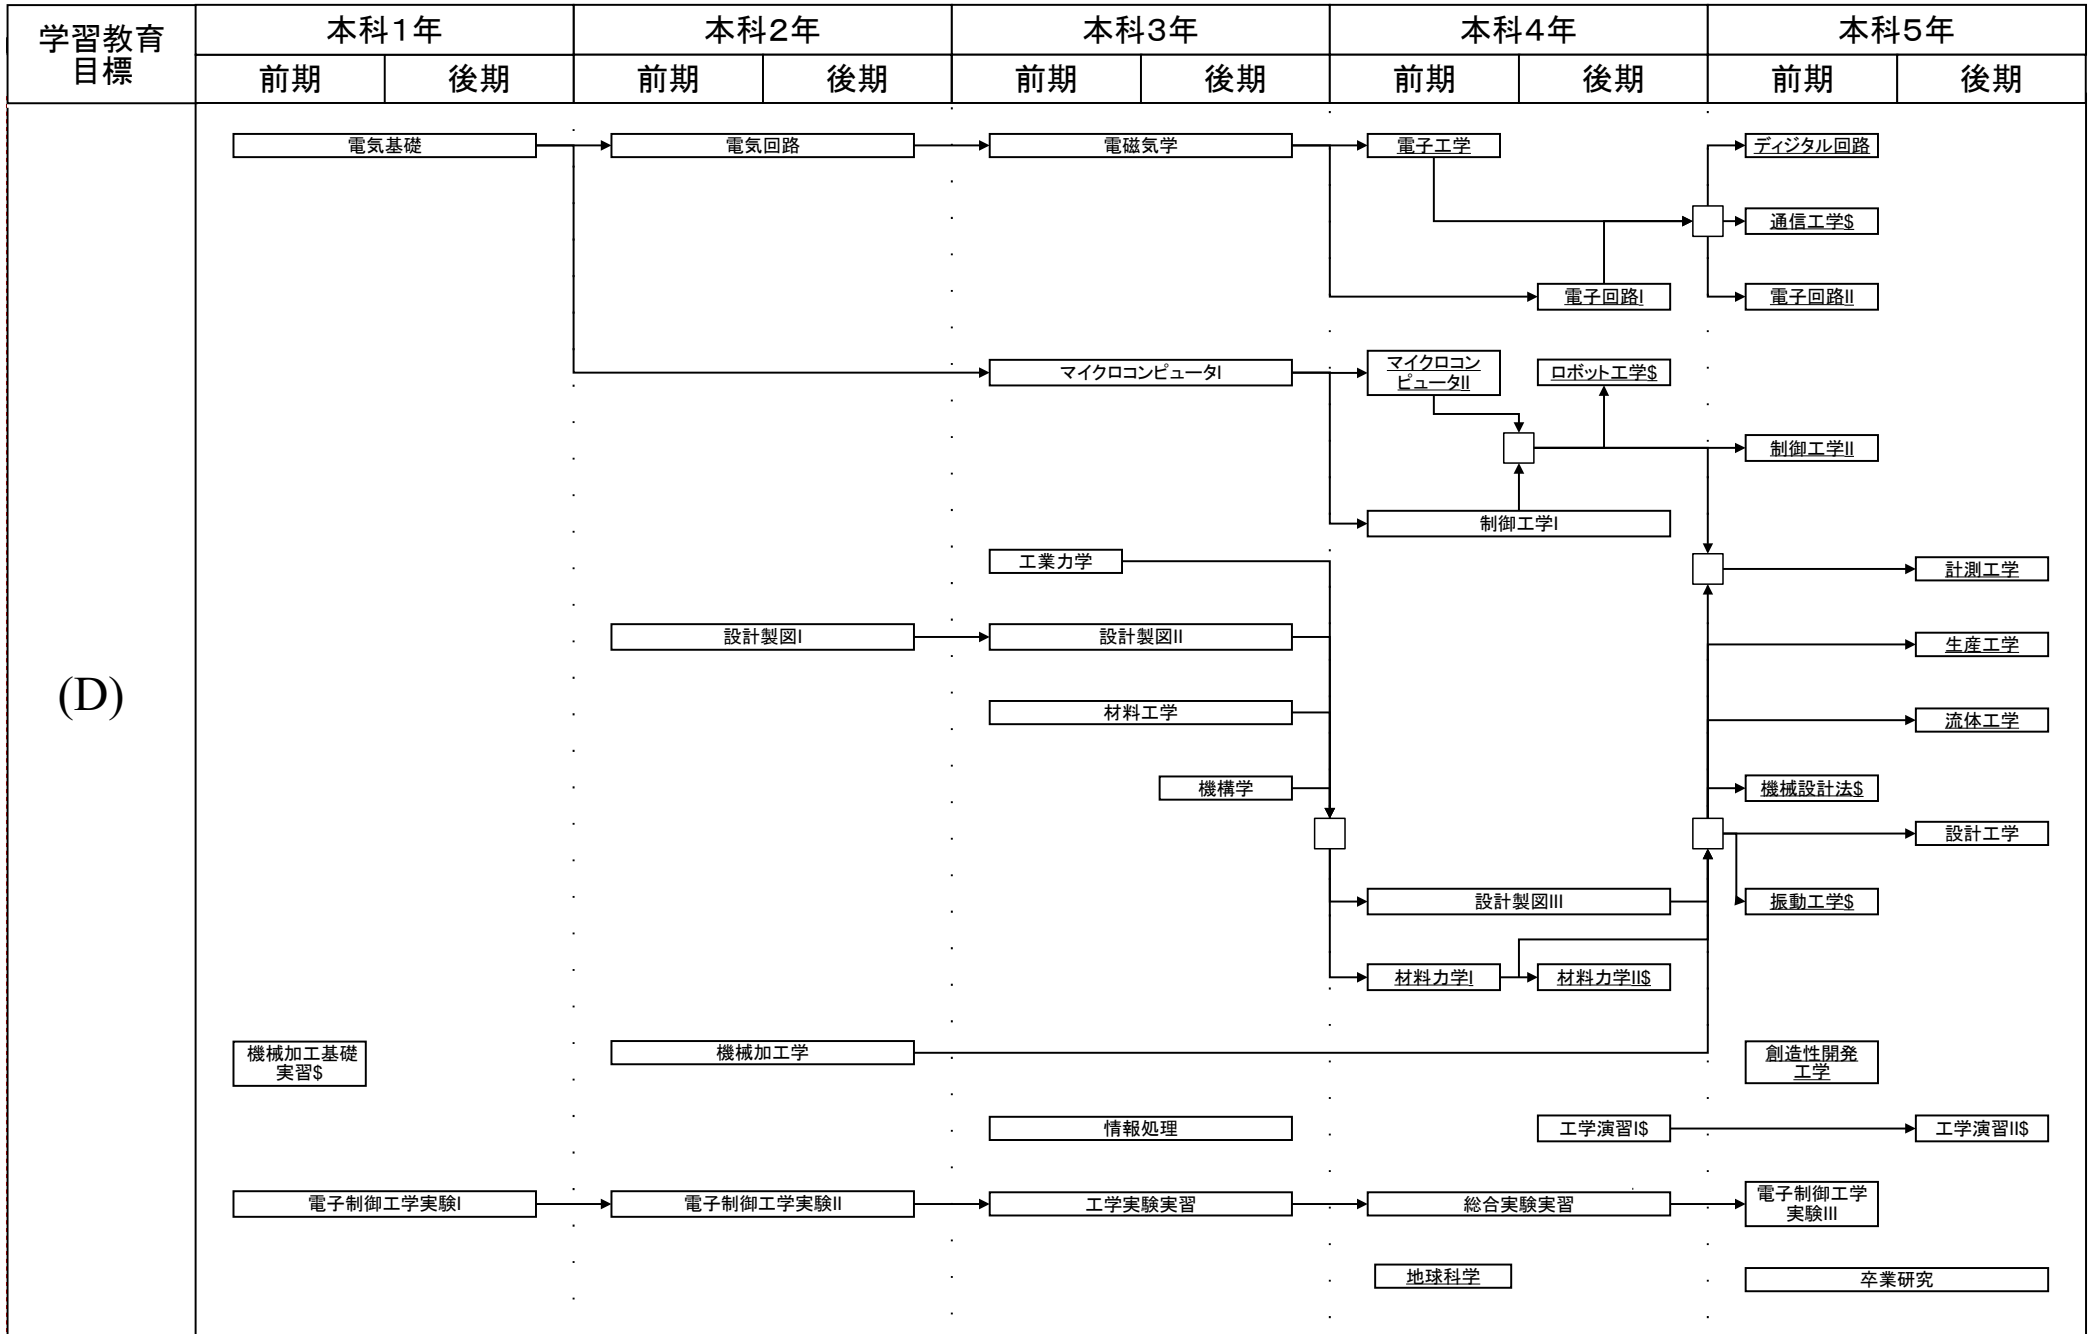 学習教育
目標
本科1年
本科2年
本科3年
本科4年
本科5年
前期
後期
前期
後期
前期
後期
前期
後期
前期
後期
(D)
電気基礎
電気回路
電磁気学
電子工学
ディジタル回路
通信工学$
電子回路I
電子回路II
マイクロコンピュータI
マイクロコン
ピュータII
ロボット工学$
制御工学II
制御工学I
工業力学
計測工学
設計製図I
設計製図II
生産工学
材料工学
流体工学
機構学
機械設計法$
設計工学
設計製図III
振動工学$
材料力学I
材料力学II$
機械加工基礎
実習$
機械加工学
創造性開発
工学
情報処理
工学演習I$
工学演習II$
電子制御工学実験I
電子制御工学実験II
工学実験実習
総合実験実習
電子制御工学
実験III
地球科学
卒業研究